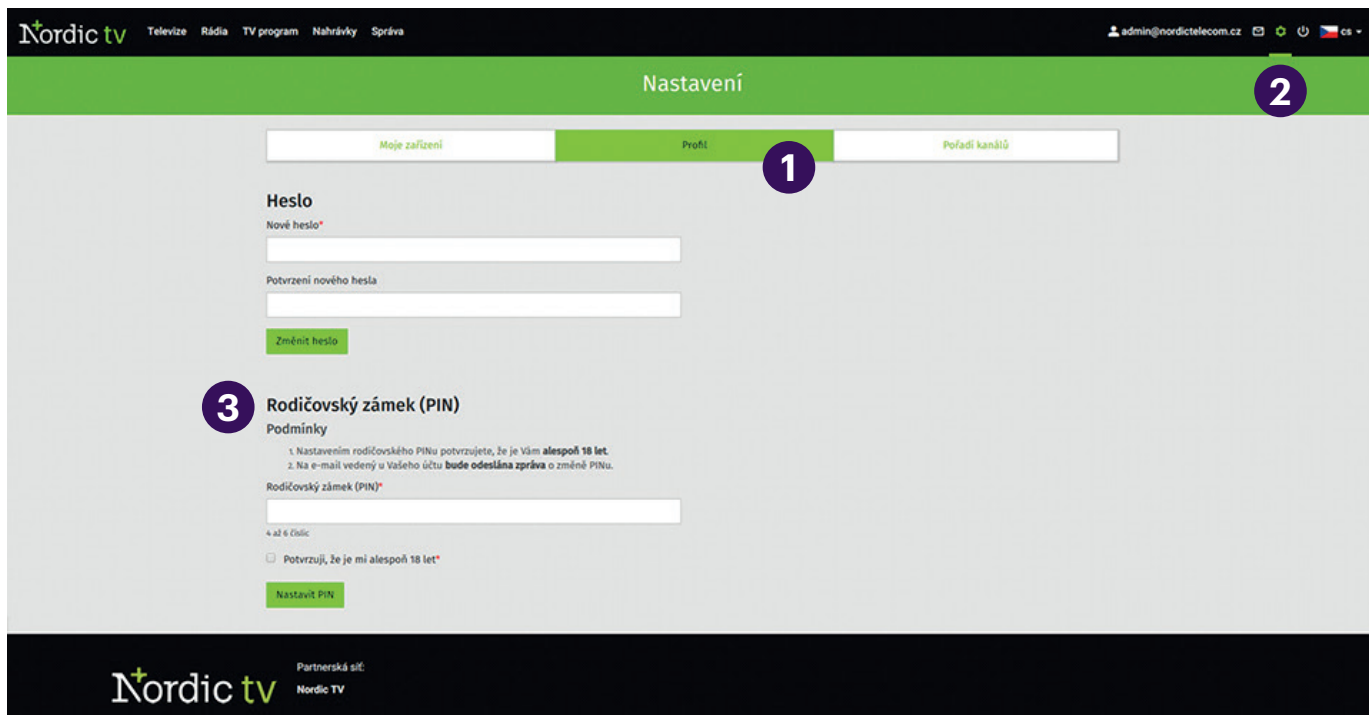 Nordic tv Televize Rádia TV program Nahrávky Správa admin@nordictelecom.cz cs
Nastavení
2
Moje zařízení Profil Pořadí kanálů
1
Heslo
Nové heslo*
Potvrzení nového hesla
Změnit heslo
3
Rodičovský zámek (PIN)
Podmínky
1. Nastavením rodičovského PINu potvrzujete, že je Vám alespoň 18 let.
2. Na e-mail vedený u Vašeho účtu bude odeslána zpráva o změně PINu.
Rodičovský zámek (PIN)*
4 až 6 číslic
Potvrzuji, že je mi alespoň 18 let*
Nastavit PIN
Nordic tv
Partnerská síť:
Nordic TV